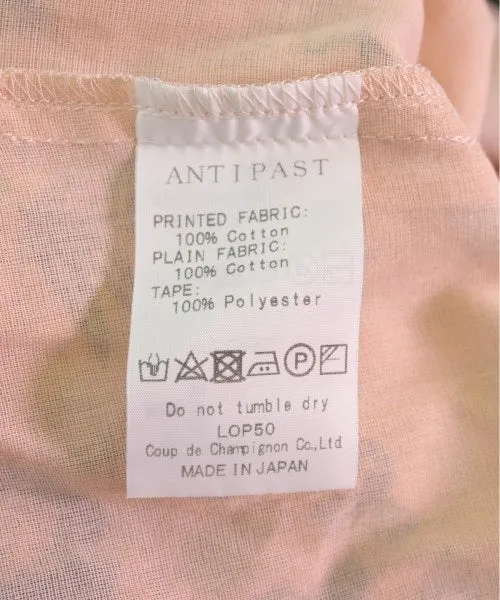 ANTIPAST
PRINTED FABRIC:
100% Cotton
PLAIN FABRIC:
100% Cotton
TAPE:
100% Polyester
P
Do not tumble dry
LOP50
Coup de Champignon Co.,Ltd
MADE IN JAPAN